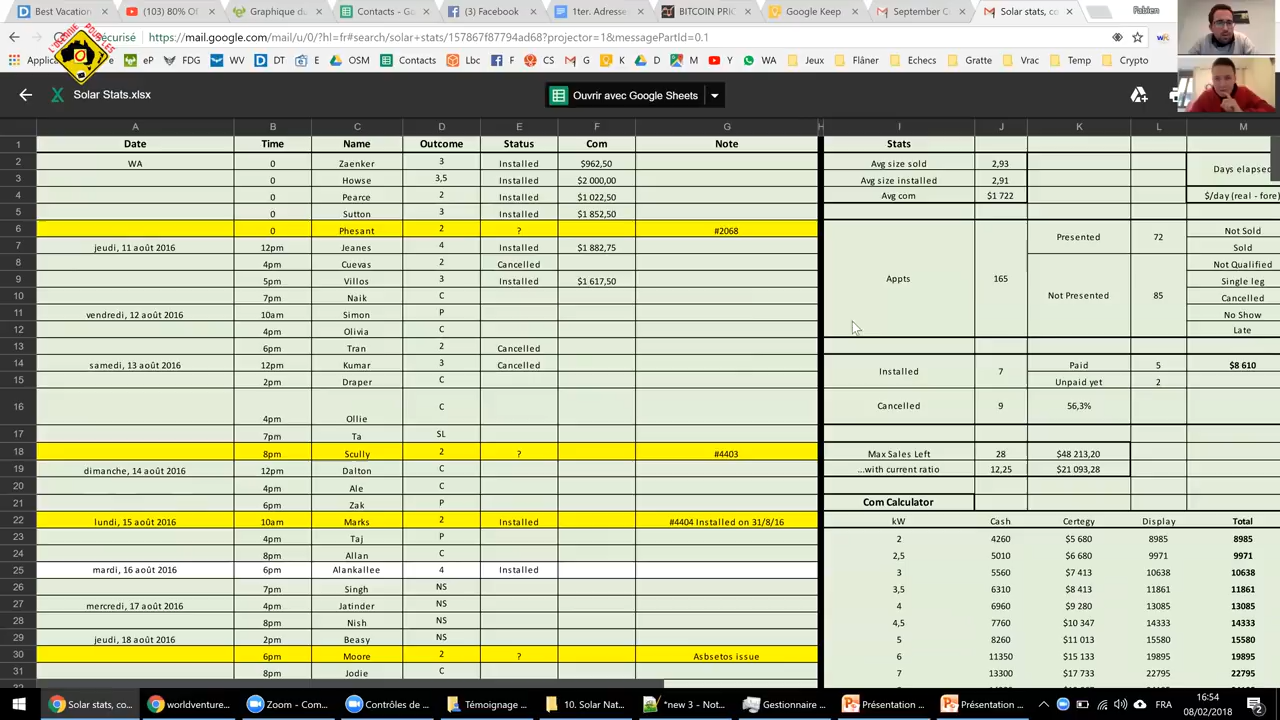 Best Vacation
(103) 80% OF
Graphique du
Contacts - Go
(3) Facebook
1ter. Adresse
BITCOIN PRIC
Google Keep
September C
Solar stats, co
Fabien
sécurisé https://mail.google.com/mail/u/0/?hl=fr#search/solar+stats/157867f87794ad68?projector=1&messagePartId=0.1
Applic eP FDG WV DT E OSM Contacts Lbc F CS G K D M Y WA Jeux Flâner Echecs Gratte Vrac Temp Crypto
Solar Stats.xlsx
Ouvrir avec Google Sheets
A B C D E F G H I J K L M
1 Date Time Name Outcome Status Com Note Stats
2 WA 0 Zaenker 3 Installed $962,50 Avg size sold 2,93
3 0 Howse 3,5 Installed $2 000,00 Avg size installed 2,91
Days elapsed
4 0 Pearce 2 Installed $1 022,50 Avg com $1 722 $/day (real - fore
5 0 Sutton 3 Installed $1 852,50
6 0 Phesant 2 ? #2068 Presented 72 Not Sold
7 jeudi, 11 août 2016 12pm Jeanes 4 Installed $1 882,75 Sold
8 4pm Cuevas 2 Cancelled Not Qualified
9 5pm Villos 3 Installed $1 617,50 Appts 165 Single leg
10 7pm Naik C Not Presented 85 Cancelled
11 vendredi, 12 août 2016 10am Simon P No Show
12 4pm Olivia C Late
13 6pm Tran 2 Cancelled
14 samedi, 13 août 2016 12pm Kumar 3 Cancelled Installed 7 Paid 5 $8 610
15 2pm Draper C Unpaid yet 2
16 4pm Ollie C Cancelled 9 56,3%
17 7pm Ta SL
18 8pm Scully 2 ? #4403 Max Sales Left 28 $48 213,20
19 dimanche, 14 août 2016 12pm Dalton C ...with current ratio 12,25 $21 093,28
20 4pm Ale C
21 6pm Zak P Com Calculator
22 lundi, 15 août 2016 10am Marks 2 Installed #4404 Installed on 31/8/16 kW Cash Certegy Display Total
23 4pm Taj P 2 4260 $5 680 8985 8985
24 8pm Allan C 2,5 5010 $6 680 9971 9971
25 mardi, 16 août 2016 6pm Alankallee 4 Installed 3 5560 $7 413 10638 10638
26 7pm Singh NS 3,5 6310 $8 413 11861 11861
27 mercredi, 17 août 2016 4pm Jatinder NS 4 6960 $9 280 13085 13085
28 8pm Nish NS 4,5 7760 $10 347 14333 14333
29 jeudi, 18 août 2016 2pm Beasy NS 5 8260 $11 013 15580 15580
30 6pm Moore 2 ? Asbsetos issue 6 11350 $15 133 19895 19895
31 8pm Jodie C 7 13300 $17 733 22795 22795
Solar stats, co...
worldventure...
Zoom - Com...
Contrôles de ...
Témoignage ...
10. Solar Nat...
*new 3 - Not...
Gestionnaire ...
Présentation ...
Présentation ...
FR
16:54
08/02/2018
2